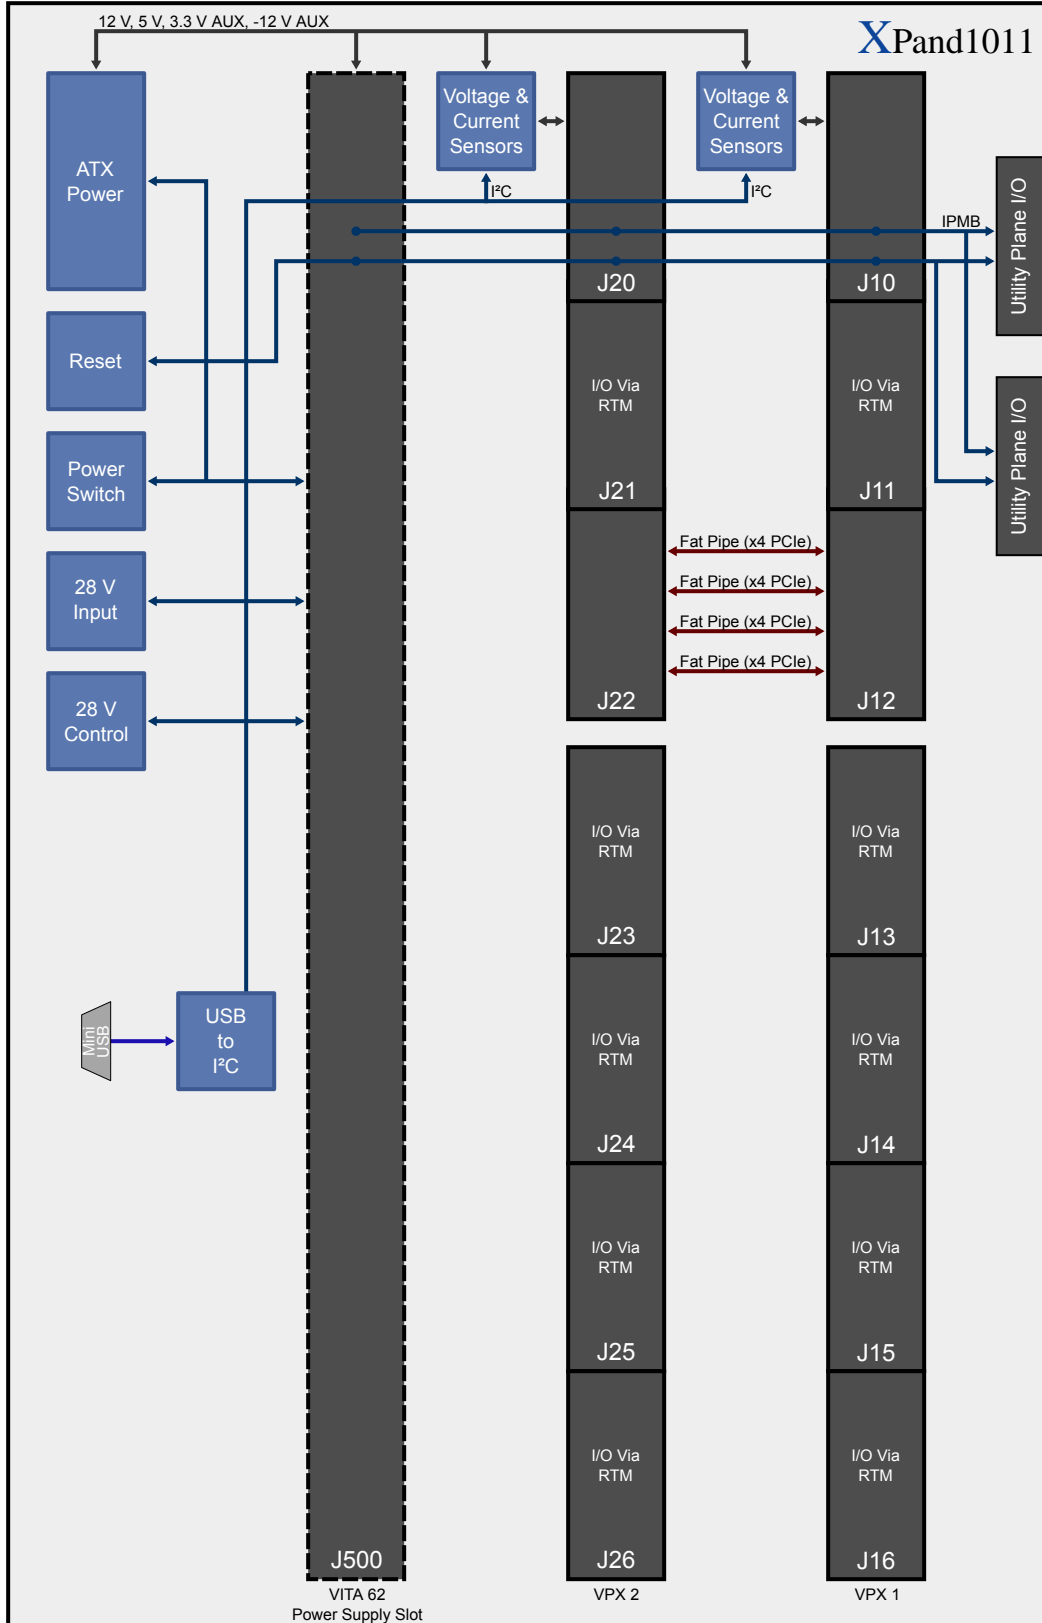 12 V, 5 V, 3.3 V AUX, -12 V AUX
XPand1011
ATX
Power
Voltage &
Current
Sensors
Voltage &
Current
Sensors
I²C
I²C
IPMB
Utility Plane I/O
J20
J10
Reset
I/O Via
RTM
I/O Via
RTM
Utility Plane I/O
Power
Switch
J21
J11
Fat Pipe (x4 PCIe)
Fat Pipe (x4 PCIe)
Fat Pipe (x4 PCIe)
Fat Pipe (x4 PCIe)
28 V
Input
28 V
Control
J22
J12
I/O Via
RTM
I/O Via
RTM
J23
J13
Mini
USB
USB
to
I²C
I/O Via
RTM
I/O Via
RTM
J24
J14
I/O Via
RTM
I/O Via
RTM
J25
J15
I/O Via
RTM
I/O Via
RTM
J500
J26
J16
VITA 62
Power Supply Slot
VPX 2
VPX 1